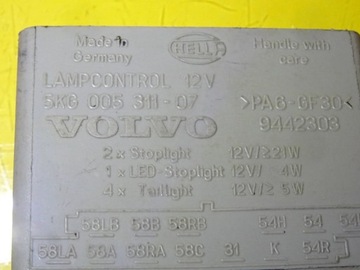 Made in HELLA Handle with
Germany care
LAMPCONTROL 12V
5KG 005 311-07 >PA6-GF30<
VOLVO 9442303
2 x Stoplight 12V/≥21W
1 x LED-Stoplight 12V/ 4W
4 x Taillight 12V/≥ 5W
58LB 58B 58RB 54H 54
58LA 58A 58RA 58C 31 K 54R